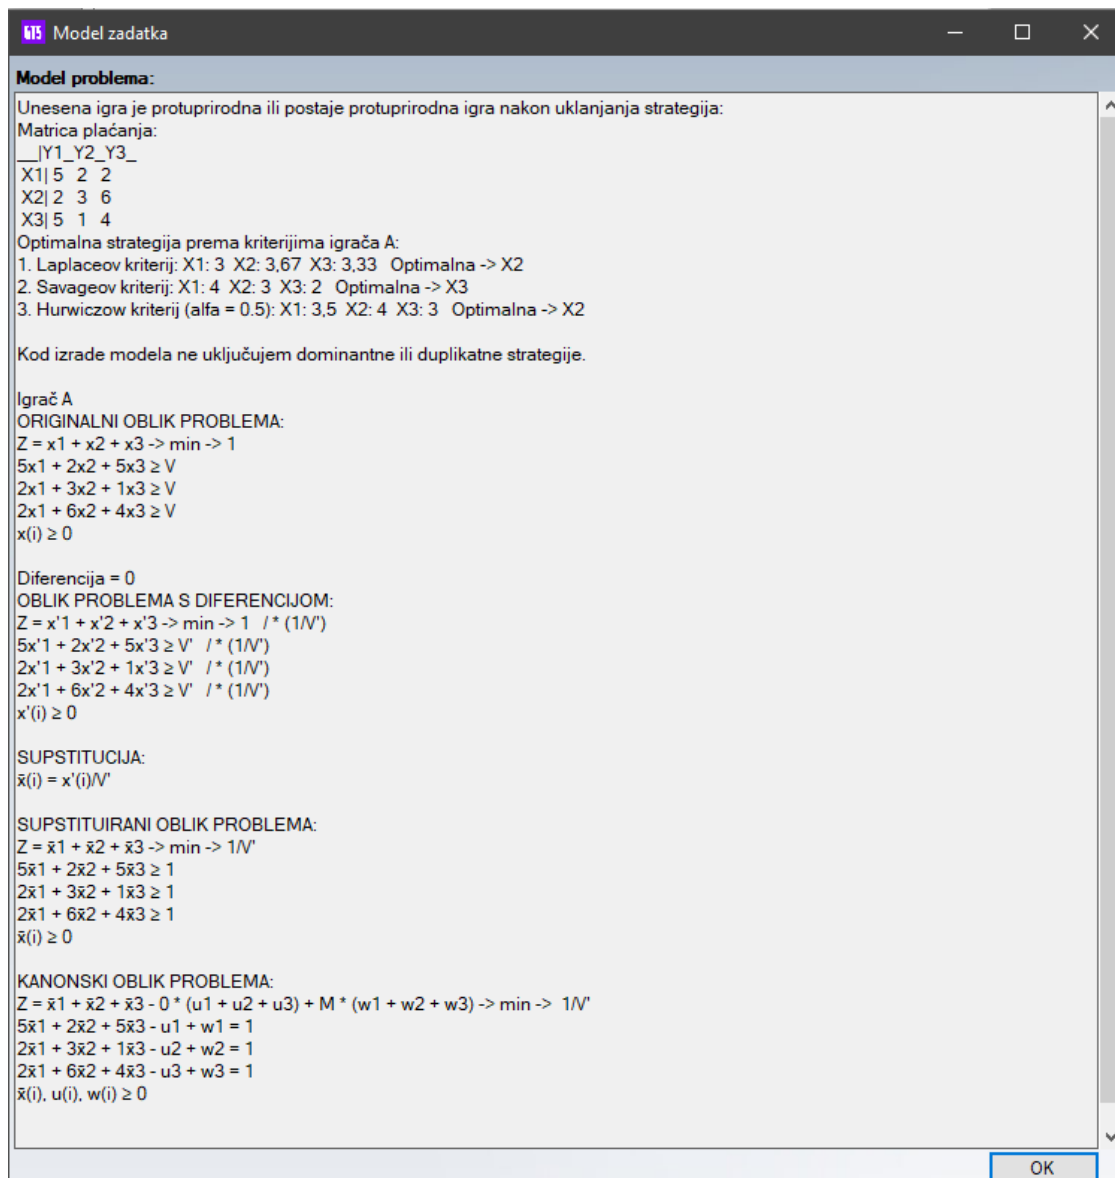 GTS Model zadatka
Model problema:
Unesena igra je protuprirodna ili postaje protuprirodna igra nakon uklanjanja strategija:
Matrica plaćanja:
__|Y1_Y2_Y3_
X1| 5 2 2
X2| 2 3 6
X3| 5 1 4
Optimalna strategija prema kriterijima igrača A:
1. Laplaceov kriterij: X1: 3 X2: 3,67 X3: 3,33 Optimalna -> X2
2. Savageov kriterij: X1: 4 X2: 3 X3: 2 Optimalna -> X3
3. Hurwiczow kriterij (alfa = 0.5): X1: 3,5 X2: 4 X3: 3 Optimalna -> X2
Kod izrade modela ne uključujem dominantne ili duplikatne strategije.
Igrač A
ORIGINALNI OBLIK PROBLEMA:
Z = x1 + x2 + x3 -> min -> 1
5x1 + 2x2 + 5x3 ≥ V
2x1 + 3x2 + 1x3 ≥ V
2x1 + 6x2 + 4x3 ≥ V
x(i) ≥ 0
Diferencija = 0
OBLIK PROBLEMA S DIFERENCIJOM:
Z = x'1 + x'2 + x'3 -> min -> 1 / * (1/V')
5x'1 + 2x'2 + 5x'3 ≥ V' / * (1/V')
2x'1 + 3x'2 + 1x'3 ≥ V' / * (1/V')
2x'1 + 6x'2 + 4x'3 ≥ V' / * (1/V')
x'(i) ≥ 0
SUPSTITUCIJA:
x̄(i) = x'(i)/V'
SUPSTITUIRANI OBLIK PROBLEMA:
Z = x̄1 + x̄2 + x̄3 -> min -> 1/V'
5x̄1 + 2x̄2 + 5x̄3 ≥ 1
2x̄1 + 3x̄2 + 1x̄3 ≥ 1
2x̄1 + 6x̄2 + 4x̄3 ≥ 1
x̄(i) ≥ 0
KANONSKI OBLIK PROBLEMA:
Z = x̄1 + x̄2 + x̄3 - 0 * (u1 + u2 + u3) + M * (w1 + w2 + w3) -> min -> 1/V'
5x̄1 + 2x̄2 + 5x̄3 - u1 + w1 = 1
2x̄1 + 3x̄2 + 1x̄3 - u2 + w2 = 1
2x̄1 + 6x̄2 + 4x̄3 - u3 + w3 = 1
x̄(i), u(i), w(i) ≥ 0
OK